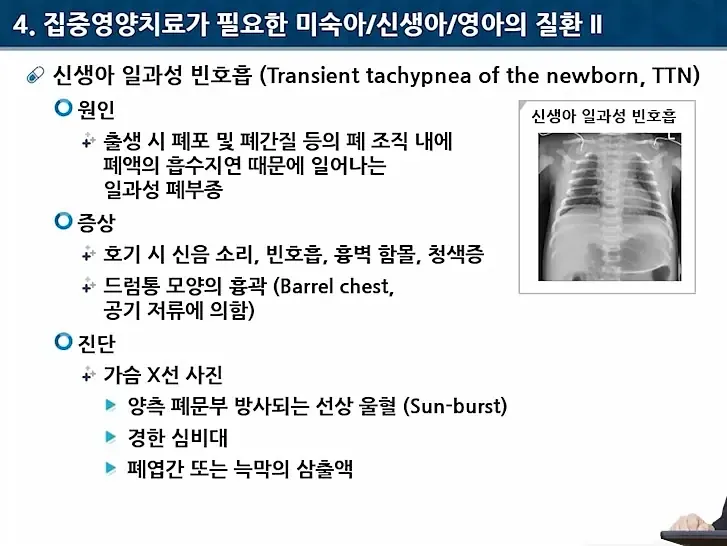 4. 집중영양치료가 필요한 미숙아/신생아/영아의 질환 II
신생아 일과성 빈호흡 (Transient tachypnea of the newborn, TTN)
원인
출생 시 폐포 및 폐간질 등의 폐 조직 내에
폐액의 흡수지연 때문에 일어나는
일과성 폐부종
신생아 일과성 빈호흡
증상
호기 시 신음 소리, 빈호흡, 흉벽 함몰, 청색증
드럼통 모양의 흉곽 (Barrel chest,
공기 저류에 의함)
진단
가슴 X선 사진
양측 폐문부 방사되는 선상 울혈 (Sun-burst)
경한 심비대
폐엽간 또는 늑막의 삼출액